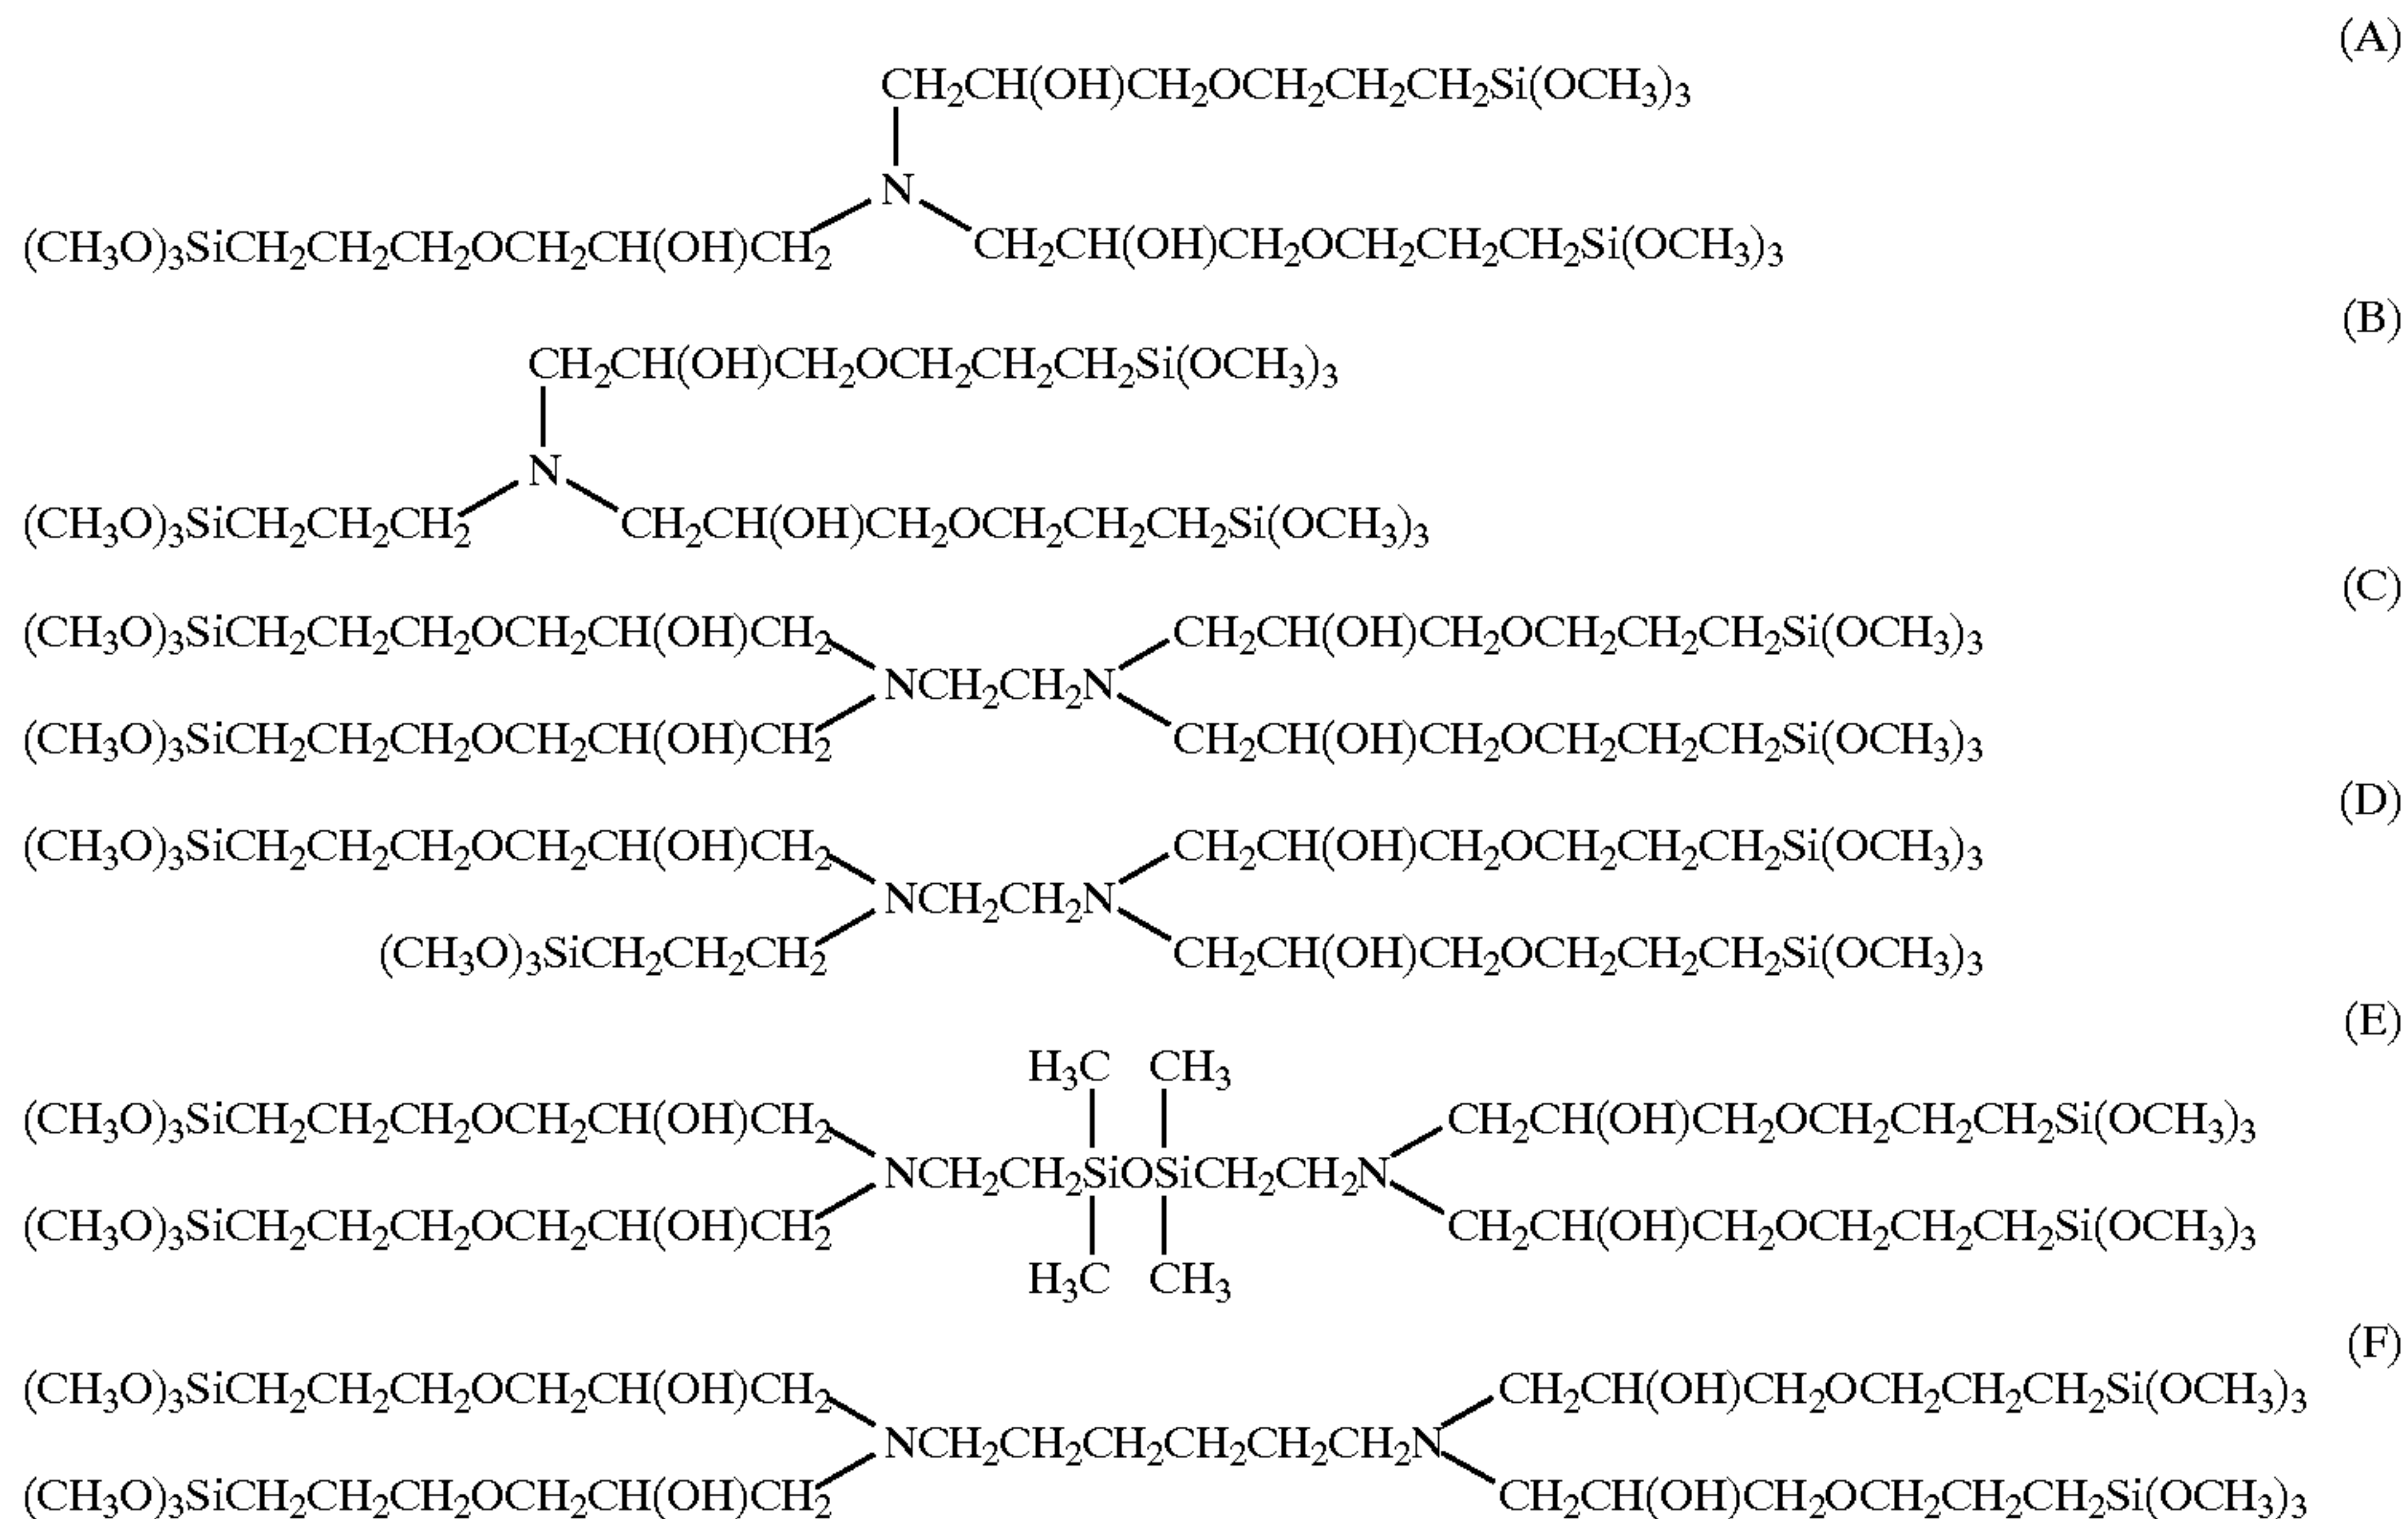 (A)
CH₂CH(OH)CH₂OCH₂CH₂CH₂Si(OCH₃)₃
N
(CH₃O)₃SiCH₂CH₂CH₂OCH₂CH(OH)CH₂ CH₂CH(OH)CH₂OCH₂CH₂CH₂Si(OCH₃)₃
(B)
CH₂CH(OH)CH₂OCH₂CH₂CH₂Si(OCH₃)₃
N
(CH₃O)₃SiCH₂CH₂CH₂ CH₂CH(OH)CH₂OCH₂CH₂CH₂Si(OCH₃)₃
(C)
(CH₃O)₃SiCH₂CH₂CH₂OCH₂CH(OH)CH₂ CH₂CH(OH)CH₂OCH₂CH₂CH₂Si(OCH₃)₃
NCH₂CH₂N
(CH₃O)₃SiCH₂CH₂CH₂OCH₂CH(OH)CH₂ CH₂CH(OH)CH₂OCH₂CH₂CH₂Si(OCH₃)₃
(D)
(CH₃O)₃SiCH₂CH₂CH₂OCH₂CH(OH)CH₂ CH₂CH(OH)CH₂OCH₂CH₂CH₂Si(OCH₃)₃
NCH₂CH₂N
(CH₃O)₃SiCH₂CH₂CH₂ CH₂CH(OH)CH₂OCH₂CH₂CH₂Si(OCH₃)₃
(E)
H₃C CH₃
(CH₃O)₃SiCH₂CH₂CH₂OCH₂CH(OH)CH₂ CH₂CH(OH)CH₂OCH₂CH₂CH₂Si(OCH₃)₃
NCH₂CH₂SiOSiCH₂CH₂N
(CH₃O)₃SiCH₂CH₂CH₂OCH₂CH(OH)CH₂ CH₂CH(OH)CH₂OCH₂CH₂CH₂Si(OCH₃)₃
H₃C CH₃
(F)
(CH₃O)₃SiCH₂CH₂CH₂OCH₂CH(OH)CH₂ CH₂CH(OH)CH₂OCH₂CH₂CH₂Si(OCH₃)₃
NCH₂CH₂CH₂CH₂CH₂CH₂N
(CH₃O)₃SiCH₂CH₂CH₂OCH₂CH(OH)CH₂ CH₂CH(OH)CH₂OCH₂CH₂CH₂Si(OCH₃)₃